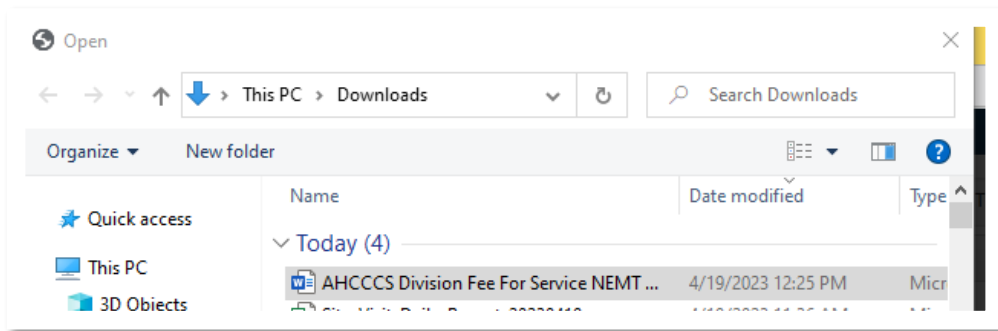 Open
This PC > Downloads
Search Downloads
Organize
New folder
Name Date modified Type
Quick access
Today (4)
This PC
AHCCCS Division Fee For Service NEMT ... 4/19/2023 12:25 PM Micr
3D Objects